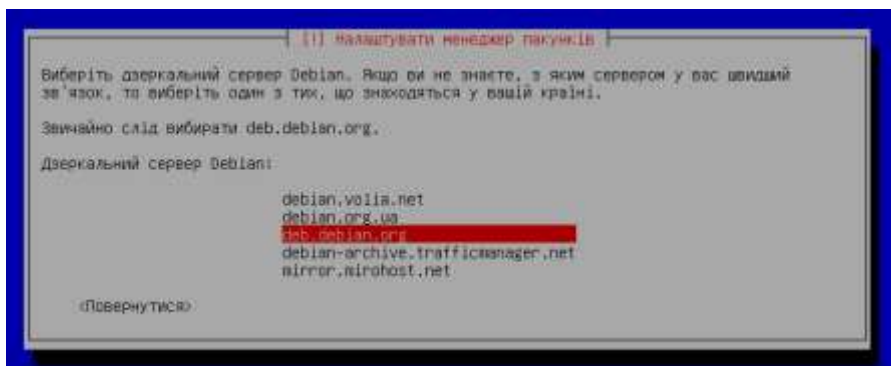 [!] Налаштувати менеджер пакунків
Виберіть дзеркальний сервер Debian. Якщо ви не знаєте, з яким сервером у вас швидший
зв'язок, то виберіть один з тих, що знаходяться у вашій країні.
Звичайно слід вибирати deb.debian.org.
Дзеркальний сервер Debian:
debian.volia.net
debian.org.ua
deb.debian.org
debian-archive.trafficmanager.net
mirror.mirohost.net
<Повернутися>